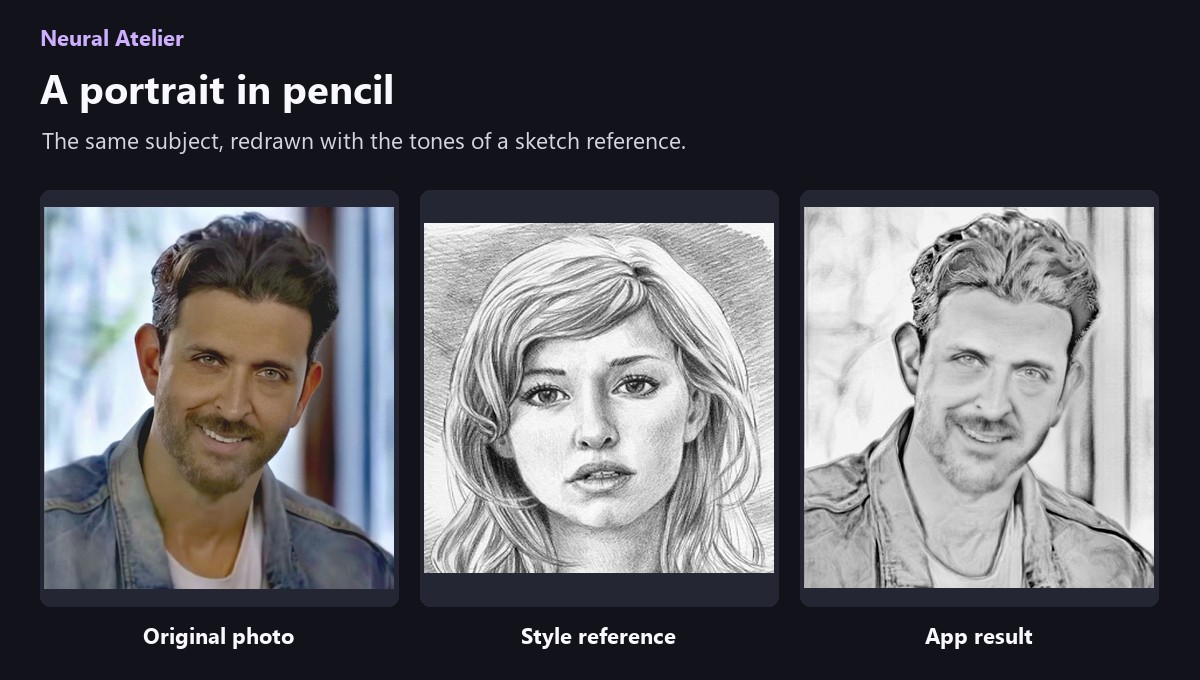 Neural Atelier
A portrait in pencil
The same subject, redrawn with the tones of a sketch reference.
Original photo
Style reference
App result